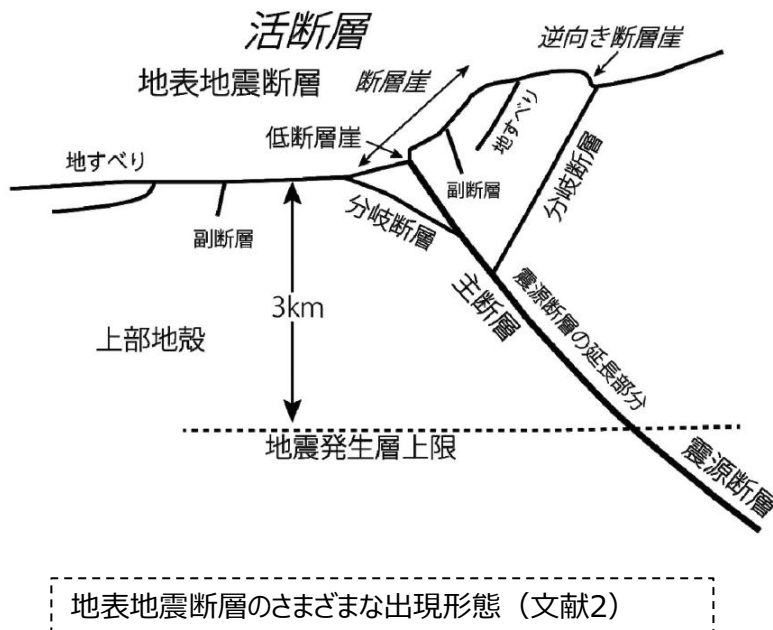 活断層
逆向き断層崖
地表地震断層
断層崖
低断層崖
地すべり
地すべり
副断層
副断層
分岐断層
分岐断層
主断層
震源断層の延長部分
3km
上部地殻
地震発生層上限
震源断層
地表地震断層のさまざまな出現形態（文献2）